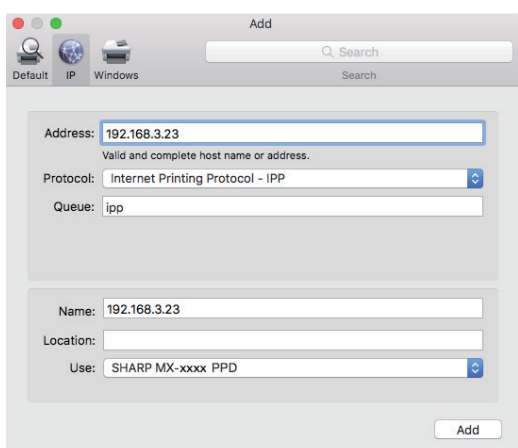 Add
Search
Default IP Windows Search
Address: 192.168.3.23
Valid and complete host name or address.
Protocol: Internet Printing Protocol - IPP
Queue: ipp
Name: 192.168.3.23
Location:
Use: SHARP MX-xxxx PPD
Add